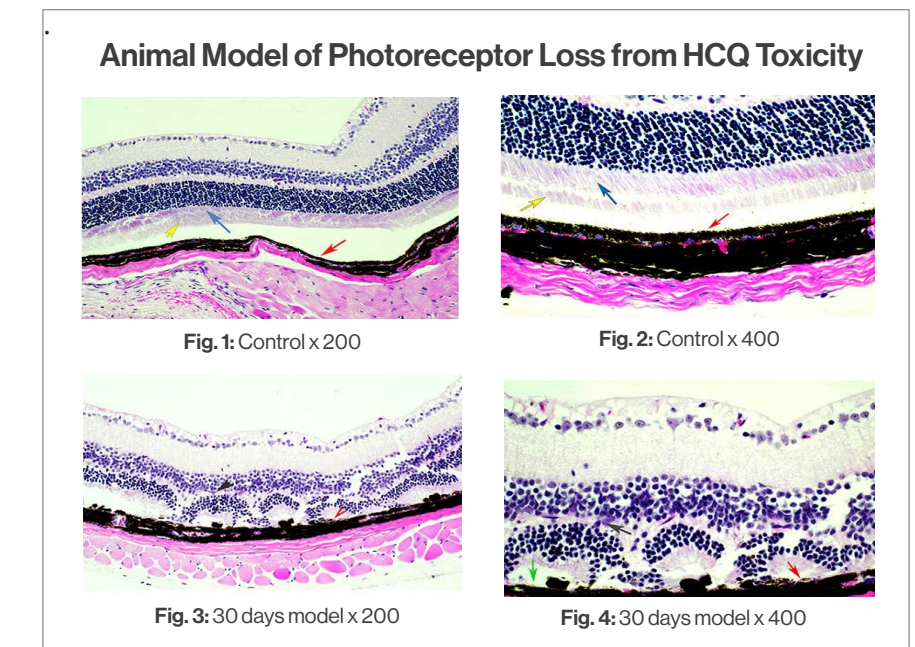 Animal Model of Photoreceptor Loss from HCQ Toxicity
Fig. 1: Control x 200
Fig. 2: Control x 400
Fig. 3: 30 days model x 200
Fig. 4: 30 days model x 400